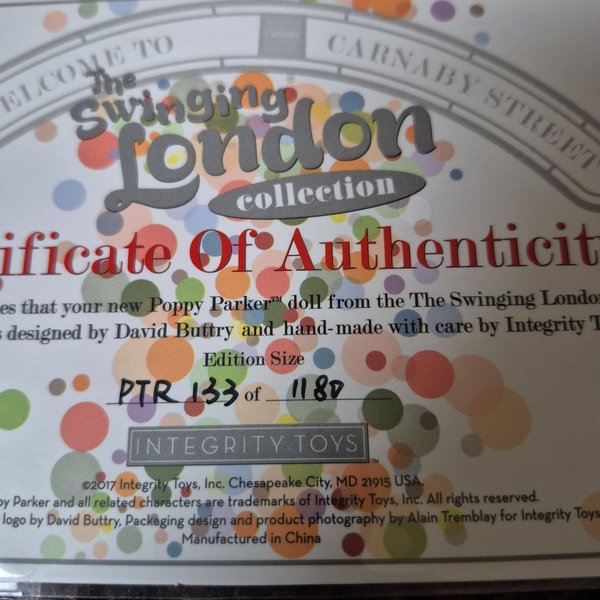 ELCOME TO CARNABY STREET
The
Swinging
London
collection
ificate Of Authenticit
es that your new Poppy Parker™ doll from the The Swinging London
s designed by David Buttry and hand-made with care by Integrity T
Edition Size
PTR 133 of 1180
INTEGRITY TOYS™
©2017 Integrity Toys, Inc. Chesapeake City, MD 21915 USA.
py Parker and all related characters are trademarks of Integrity Toys, Inc. All rights reserved.
logo by David Buttry, Packaging design and product photography by Alain Tremblay for Integrity Toys
Manufactured in China